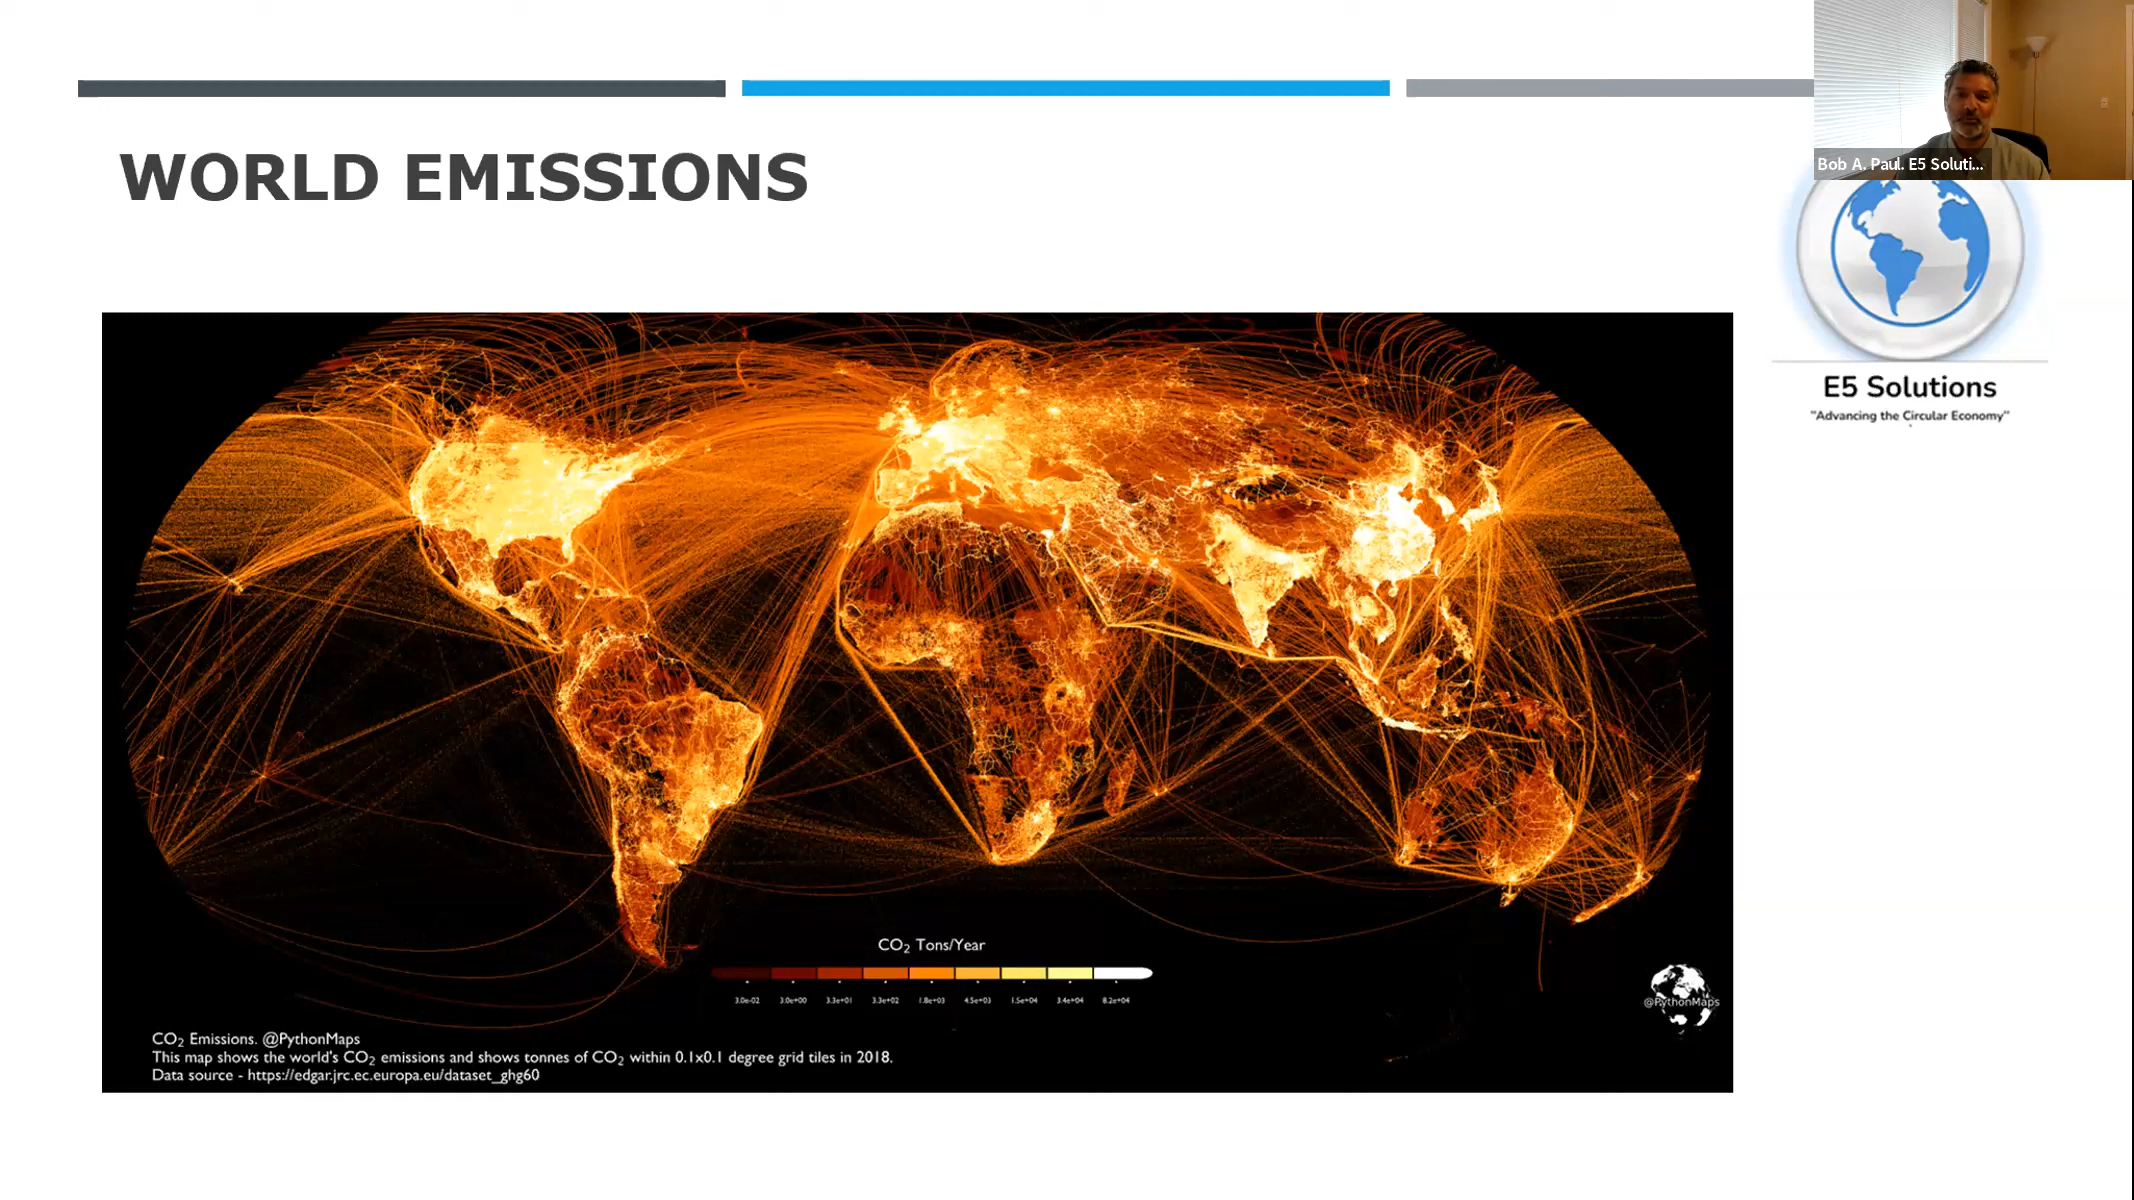 WORLD EMISSIONS
Bob A. Paul. E5 Soluti...
E5 Solutions
"Advancing the Circular Economy"
CO₂ Tons/Year
3.0e-02 3.0e+00 3.3e+01 3.3e+02 1.8e+03 4.5e+03 1.5e+04 3.4e+04 8.2e+04
@PythonMaps
CO₂ Emissions. @PythonMaps
This map shows the world's CO₂ emissions and shows tonnes of CO₂ within 0.1x0.1 degree grid tiles in 2018.
Data source - https://edgar.jrc.ec.europa.eu/dataset_ghg60